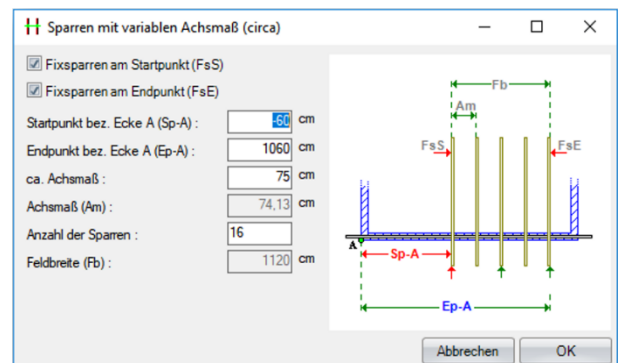 Sparren mit variablen Achsmaß (circa)
Fixsparren am Startpunkt (FsS)
Fixsparren am Endpunkt (FsE)
Startpunkt bez. Ecke A (Sp-A) : -60 cm
Endpunkt bez. Ecke A (Ep-A) : 1060 cm
ca. Achsmaß : 75 cm
Achsmaß (Am) : 74,13 cm
Anzahl der Sparren : 16
Feldbreite (Fb) : 1120 cm
Fb
Am
FsS FsE
A
Sp-A
Ep-A
Abbrechen OK